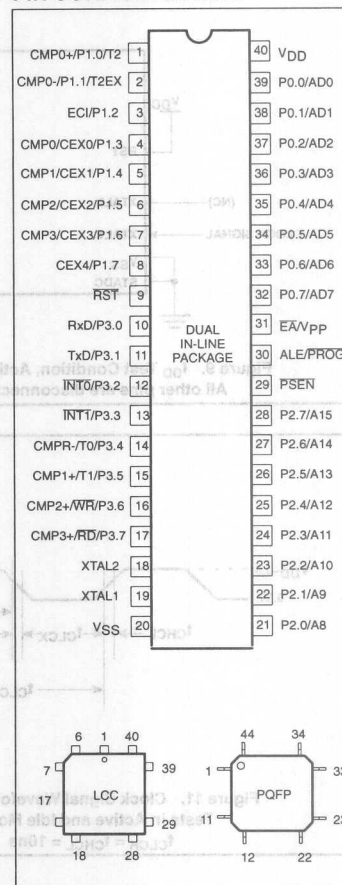 CMP0+/P1.0/T2 1
CMP0-/P1.1/T2EX 2
ECI/P1.2 3
CMP0/CEX0/P1.3 4
CMP1/CEX1/P1.4 5
CMP2/CEX2/P1.5 6
CMP3/CEX3/P1.6 7
CEX4/P1.7 8
RST 9
RxD/P3.0 10
TxD/P3.1 11
INT0/P3.2 12
INT1/P3.3 13
CMPR-/T0/P3.4 14
CMP1+/T1/P3.5 15
CMP2+/WR/P3.6 16
CMP3+/RD/P3.7 17
XTAL2 18
XTAL1 19
VSS 20
DUAL
IN-LINE
PACKAGE
40 VDD
39 P0.0/AD0
38 P0.1/AD1
37 P0.2/AD2
36 P0.3/AD3
35 P0.4/AD4
34 P0.5/AD5
33 P0.6/AD6
32 P0.7/AD7
31 EA/VPP
30 ALE/PROG
29 PSEN
28 P2.7/A15
27 P2.6/A14
26 P2.5/A13
25 P2.4/A12
24 P2.3/A11
23 P2.2/A10
22 P2.1/A9
21 P2.0/A8
6 1 40
7 39
LCC
17 29
18 28
44 34
1 33
PQFP
11 23
12 22